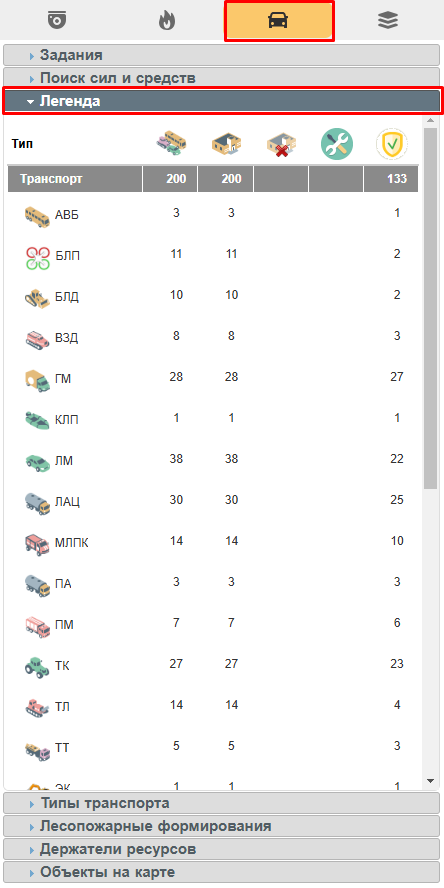 Задания
Поиск сил и средств
Легенда
Тип
Транспорт 200 200 133
АВБ 3 3 1
БЛП 11 11 2
БЛД 10 10 2
ВЗД 8 8 3
ГМ 28 28 27
КЛП 1 1 1
ЛМ 38 38 22
ЛАЦ 30 30 25
МЛПК 14 14 10
ПА 3 3 3
ПМ 7 7 6
ТК 27 27 23
ТЛ 14 14 4
ТТ 5 5 3
ЭК 1 1 1
Типы транспорта
Лесопожарные формирования
Держатели ресурсов
Объекты на карте